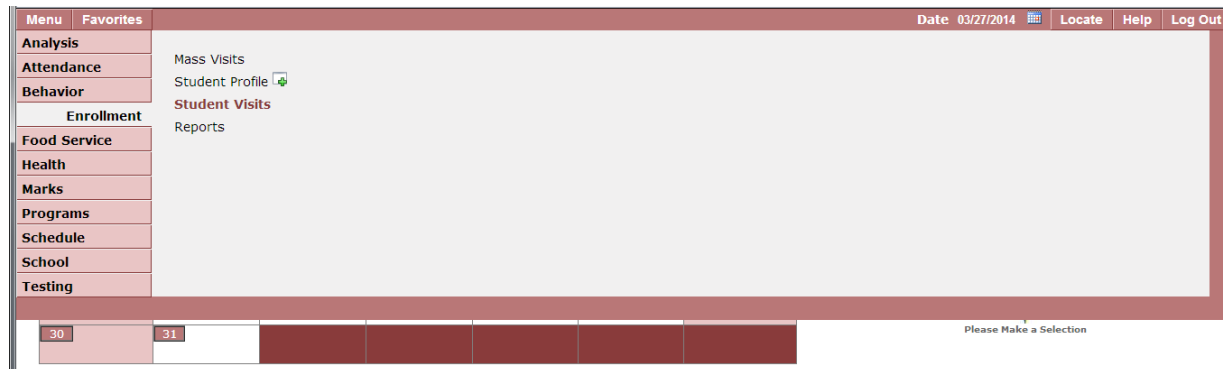 Menu Favorites Date 03/27/2014 Locate Help Log Out
Analysis
Attendance
Behavior
Enrollment
Food Service
Health
Marks
Programs
Schedule
School
Testing
Mass Visits
Student Profile
Student Visits
Reports
30 31
Please Make a Selection